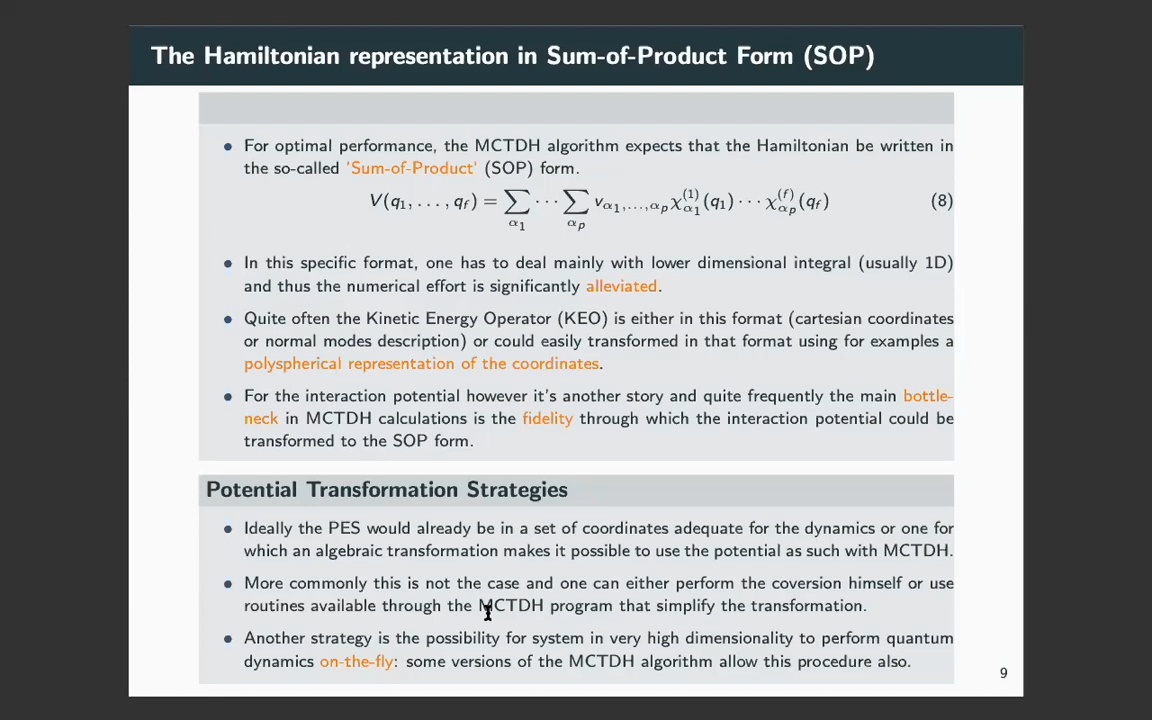 The Hamiltonian representation in Sum-of-Product Form (SOP)
For optimal performance, the MCTDH algorithm expects that the Hamiltonian be written in
the so-called 'Sum-of-Product' (SOP) form.
V(q₁, . . . , q_f) = ∑_{α₁} · · · ∑_{α_p} v_{α₁,...,α_p} χ^{(1)}_{α₁}(q₁) · · · χ^{(f)}_{α_p}(q_f) (8)
In this specific format, one has to deal mainly with lower dimensional integral (usually 1D)
and thus the numerical effort is significantly alleviated.
Quite often the Kinetic Energy Operator (KEO) is either in this format (cartesian coordinates
or normal modes description) or could easily transformed in that format using for examples a
polyspherical representation of the coordinates.
For the interaction potential however it's another story and quite frequently the main bottle-
neck in MCTDH calculations is the fidelity through which the interaction potential could be
transformed to the SOP form.
Potential Transformation Strategies
Ideally the PES would already be in a set of coordinates adequate for the dynamics or one for
which an algebraic transformation makes it possible to use the potential as such with MCTDH.
More commonly this is not the case and one can either perform the coversion himself or use
routines available through the MCTDH program that simplify the transformation.
Another strategy is the possibility for system in very high dimensionality to perform quantum
dynamics on-the-fly: some versions of the MCTDH algorithm allow this procedure also.
9